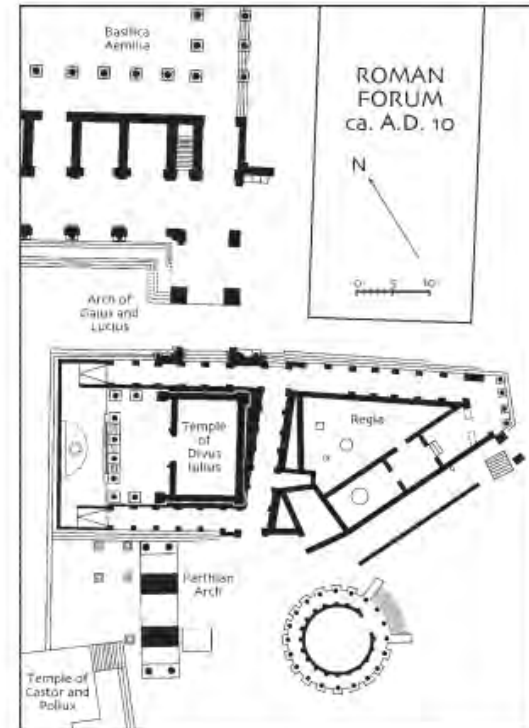 Basilica
Aemilia
ROMAN
FORUM
ca. A.D. 10
N
0 5 10
Arch of
Gaius and
Lucius
Temple
of
Divus
Iulius
Regia
Parthian
Arch
Temple of
Castor and
Pollux